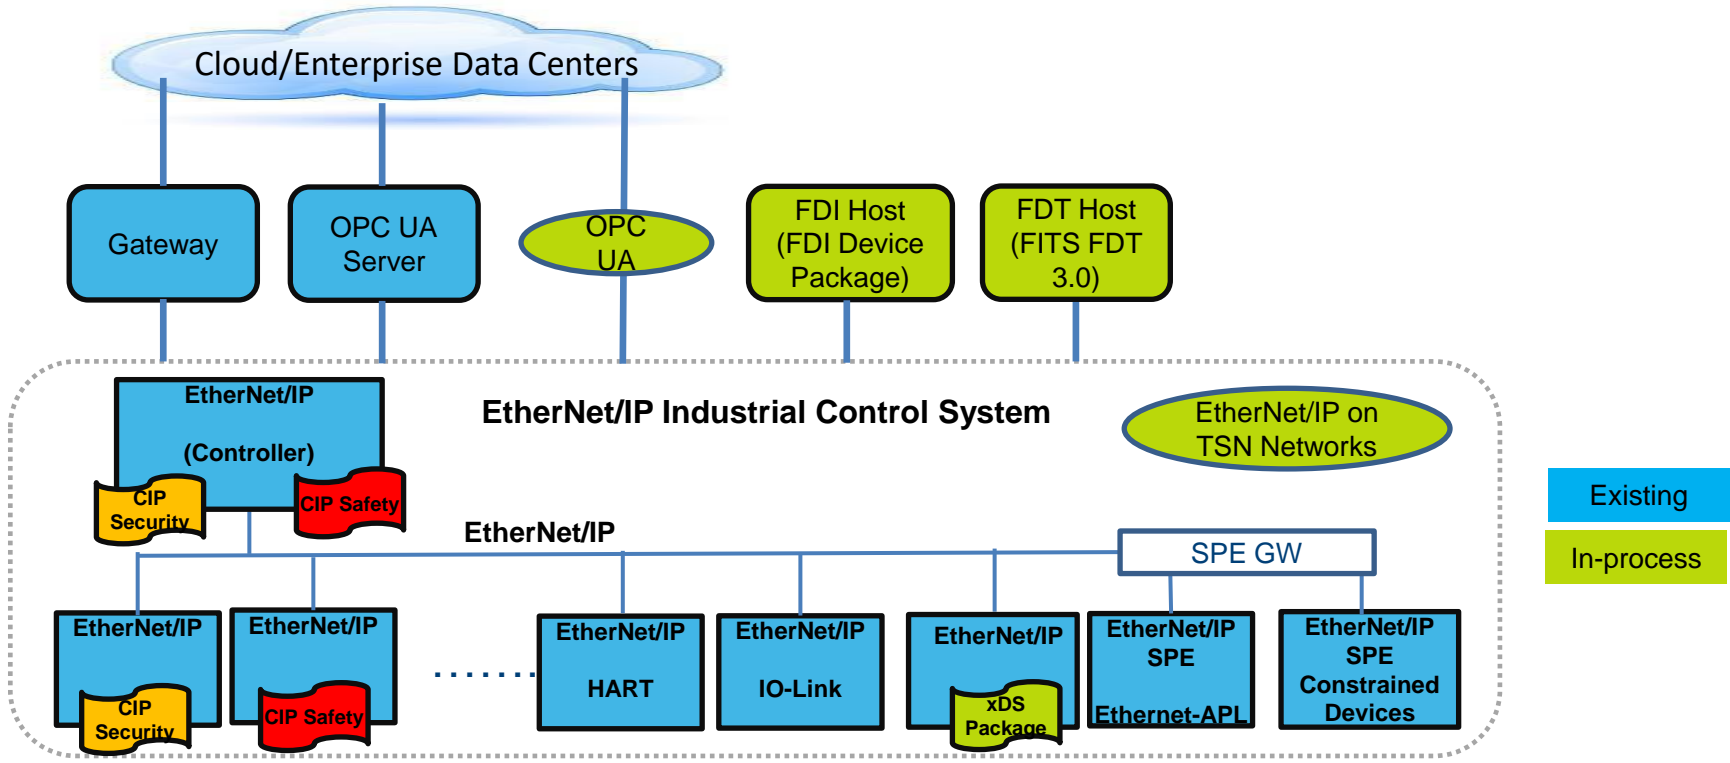 Cloud/Enterprise Data Centers
Gateway
OPC UA
Server
OPC
UA
FDI Host
(FDI Device
Package)
FDT Host
(FITS FDT
3.0)
EtherNet/IP
(Controller)
CIP
Security
CIP Safety
EtherNet/IP Industrial Control System
EtherNet/IP on
TSN Networks
Existing
In-process
EtherNet/IP
SPE GW
EtherNet/IP
CIP
Security
EtherNet/IP
CIP Safety
.......
EtherNet/IP
HART
EtherNet/IP
IO-Link
EtherNet/IP
xDS
Package
EtherNet/IP
SPE
Ethernet-APL
EtherNet/IP
SPE
Constrained
Devices